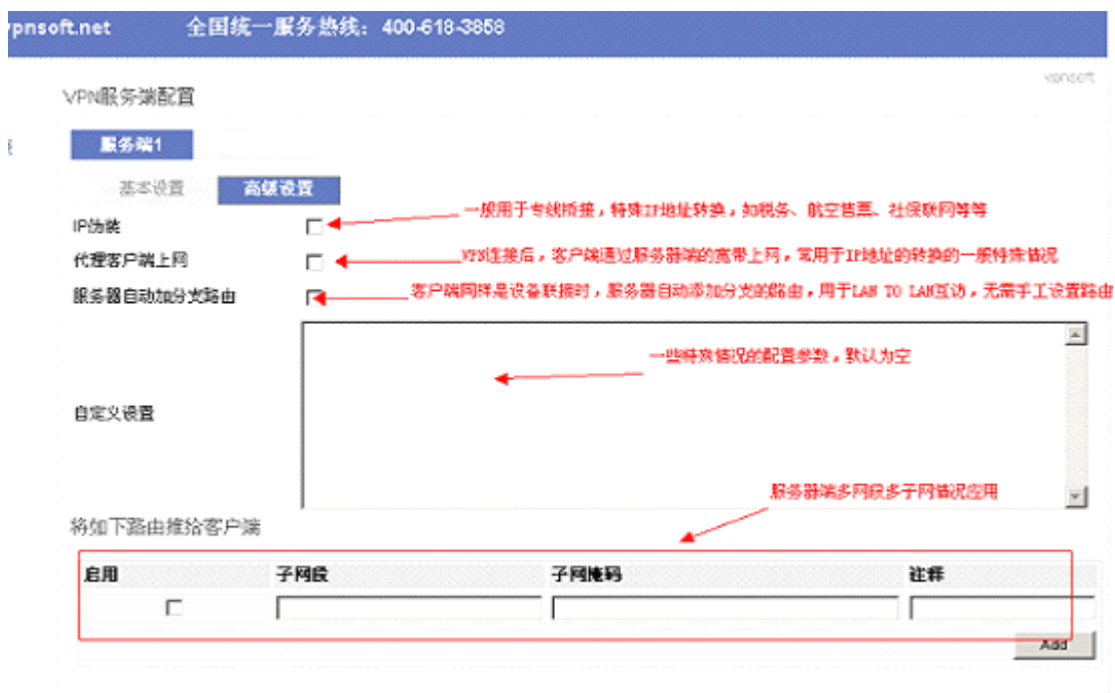 vpnsoft.net 全国统一服务热线：400-618-3858
vpnsoft
VPN服务端配置
服务端1
基本设置 高级设置
IP伪装
一般用于专线桥接，特殊IP地址转换，如税务、航空售票、社保联网等等
代理客户端上网
VPN连接后，客户端通过服务器端的宽带上网，常用于IP地址的转换的一般特殊情况
服务器自动加分支路由
客户端同样是设备联接时，服务器自动添加分支的路由，用于LAN TO LAN互访，无需手工设置路由
一些特殊情况的配置参数，默认为空
自定义设置
服务器端多网段多子网情况应用
将如下路由推给客户端
启用 子网段 子网掩码 注释
Add